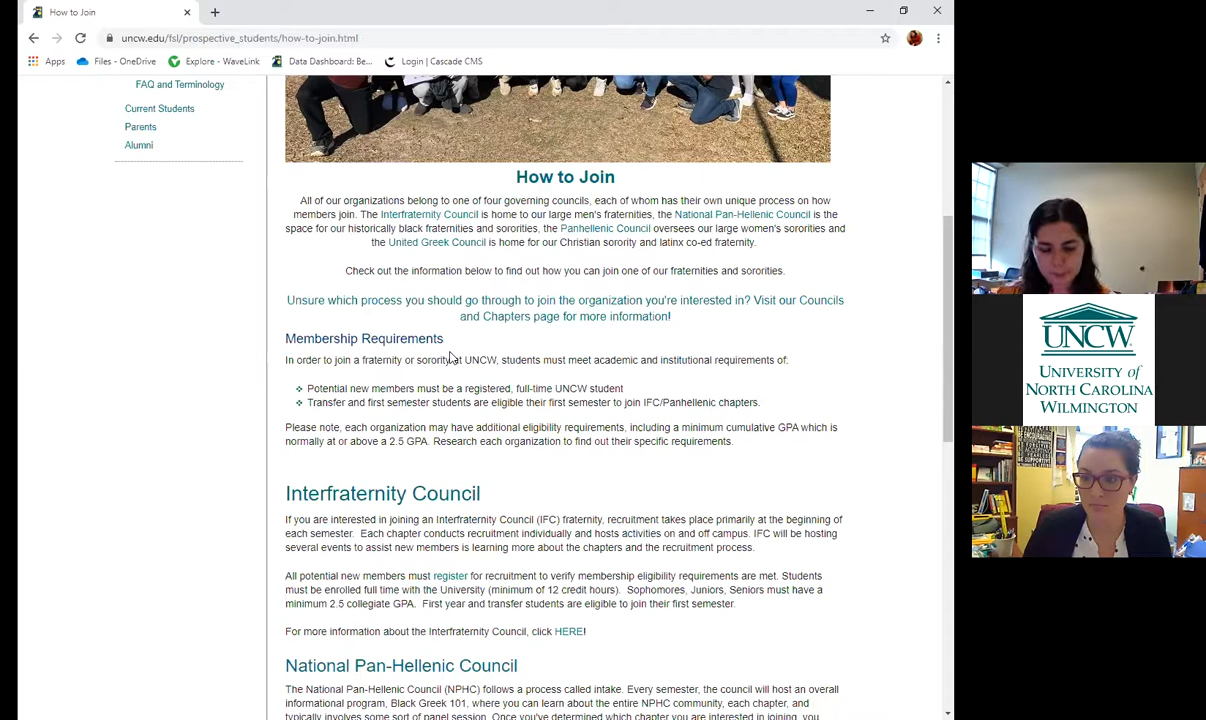 How to Join
uncw.edu/fsl/prospective_students/how-to-join.html
Apps
Files - OneDrive
Explore - WaveLink
Data Dashboard: Be...
Login | Cascade CMS
FAQ and Terminology
Current Students
Parents
Alumni
How to Join
All of our organizations belong to one of four governing councils, each of whom has their own unique process on how
members join. The Interfraternity Council is home to our large men's fraternities, the National Pan-Hellenic Council is the
space for our historically black fraternities and sororities, the Panhellenic Council oversees our large women's sororities and
the United Greek Council is home for our Christian sorority and latinx co-ed fraternity.
Check out the information below to find out how you can join one of our fraternities and sororities.
Unsure which process you should go through to join the organization you're interested in? Visit our Councils
and Chapters page for more information!
Membership Requirements
In order to join a fraternity or sorority at UNCW, students must meet academic and institutional requirements of:
Potential new members must be a registered, full-time UNCW student
Transfer and first semester students are eligible their first semester to join IFC/Panhellenic chapters.
Please note, each organization may have additional eligibility requirements, including a minimum cumulative GPA which is
normally at or above a 2.5 GPA. Research each organization to find out their specific requirements.
Interfraternity Council
If you are interested in joining an Interfraternity Council (IFC) fraternity, recruitment takes place primarily at the beginning of
each semester. Each chapter conducts recruitment individually and hosts activities on and off campus. IFC will be hosting
several events to assist new members is learning more about the chapters and the recruitment process.
All potential new members must register for recruitment to verify membership eligibility requirements are met. Students
must be enrolled full time with the University (minimum of 12 credit hours). Sophomores, Juniors, Seniors must have a
minimum 2.5 collegiate GPA. First year and transfer students are eligible to join their first semester.
For more information about the Interfraternity Council, click HERE!
National Pan-Hellenic Council
The National Pan-Hellenic Council (NPHC) follows a process called intake. Every semester, the council will host an overall
informational program, Black Greek 101, where you can learn about the entire NPHC community, each chapter, and
typically involves some sort of panel session. Once you've determined which chapter you are interested in joining, you
UNCW
UNIVERSITY of
NORTH CAROLINA
WILMINGTON